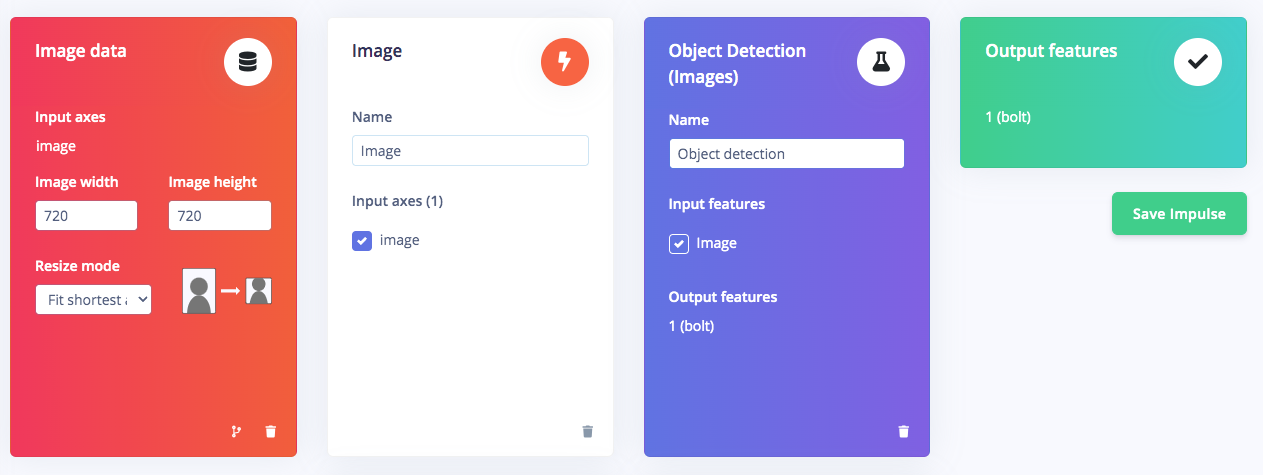 Image data
Input axes
image
Image width Image height
720 720
Resize mode
Fit shortest a
Image
Name
Image
Input axes (1)
image
Object Detection
(Images)
Name
Object detection
Input features
Image
Output features
1 (bolt)
Output features
1 (bolt)
Save Impulse